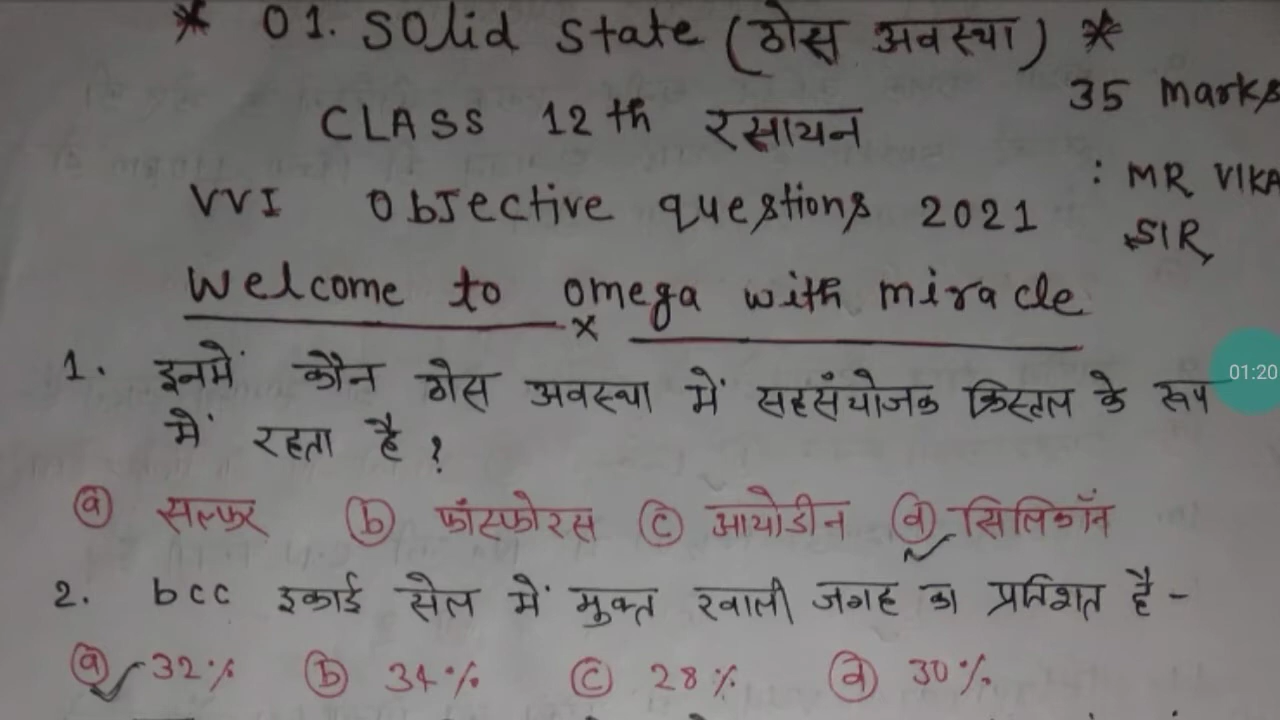 * 01. Solid State (ठोस अवस्था) *
35 marks
CLASS 12th रसायन
: MR VIKA
VVI Objective questions 2021
SIR
Welcome to omega with miracle
x
1. इनमें कौन ठोस अवस्था में सहसंयोजक क्रिस्टल के रूप
में रहता है ?
01:20
(a) सल्फर (b) फॉस्फोरस (c) आयोडीन (d) सिलिकॉन
2. bcc इकाई सेल में मुक्त खाली जगह का प्रतिशत है -
(a) 32% (b) 34% (c) 28% (d) 30%